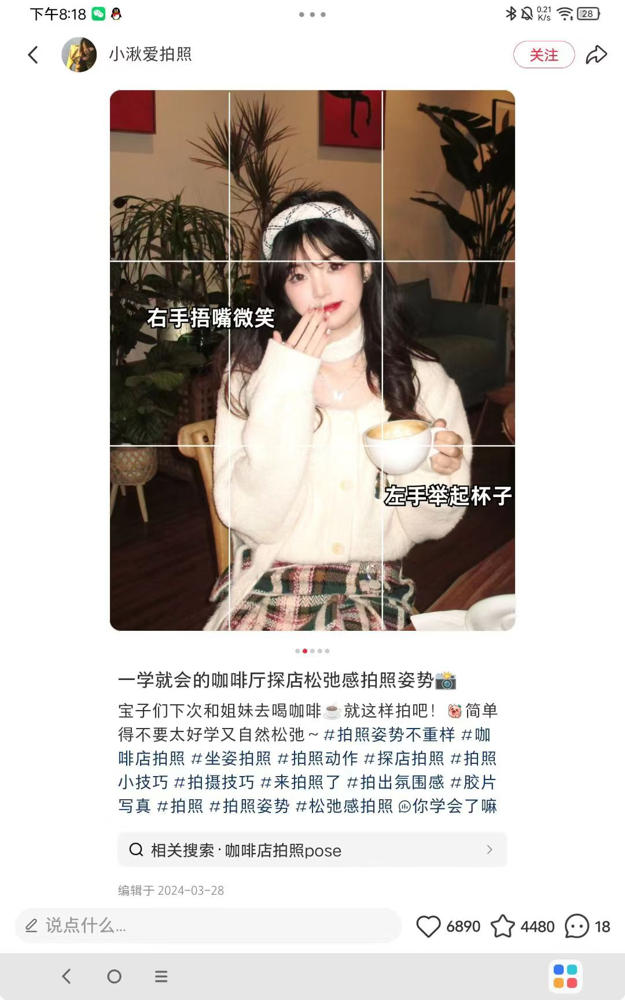 下午8:18
0.21
K/s
28
小湫爱拍照
关注
右手捂嘴微笑
左手举起杯子
一学就会的咖啡厅探店松弛感拍照姿势📸
宝子们下次和姐妹去喝咖啡☕就这样拍吧！简单
得不要太好学又自然松弛～#拍照姿势不重样 #咖
啡店拍照 #坐姿拍照 #拍照动作 #探店拍照 #拍照
小技巧 #拍摄技巧 #来拍照了 #拍出氛围感 #胶片
写真 #拍照 #拍照姿势 #松弛感拍照 你学会了嘛
相关搜索·咖啡店拍照pose
编辑于 2024-03-28
说点什么...
6890
4480
18